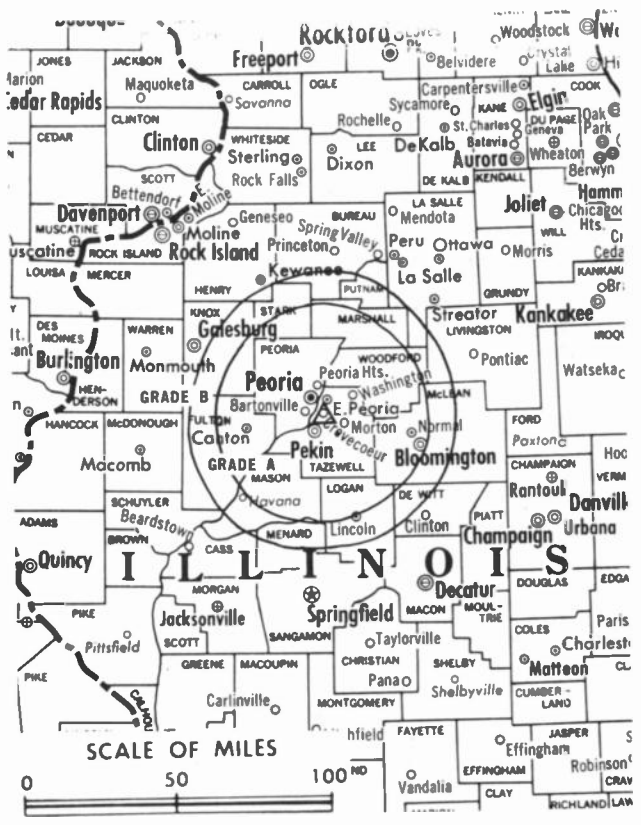 Rockford
Woodstock
Freeport
Belvidere
Crystal
Lake
JONES
JACKSON
Maquoketa
CARROLL
OGLE
Savanna
Carpentersville
COOK
Sycamore
KANE
Elgin
Cedar Rapids
CLINTON
Rochelle
DU PAGE
Oak
Park
CEDAR
Clinton
WHITESIDE
LEE
DeKalb
St. Charles
Geneva
Batavia
Wheaton
Sterling
Dixon
Aurora
Berwyn
SCOTT
Rock Falls
DE KALB
KENDALL
Bettendorf
E.
Moline
LA SALLE
Joliet
Davenport
Geneseo
BUREAU
Mendota
Chicago
Hts.
MUSCATINE
Moline
Spring Valley
Peru
Ottawa
WILL
ROCK ISLAND
Rock Island
Princeton
Morris
LOUISA
MERCER
Kewanee
La Salle
HENRY
PUTNAM
GRUNDY
KNOX
STARK
MARSHALL
Streator
Kankakee
DES
MOINES
WARREN
Galesburg
LIVINGSTON
PEORIA
Burlington
Monmouth
WOODFORD
Pontiac
Watseka
Peoria
Peoria Hts.
HEN-
DERSON
GRADE B
Washington
McLEAN
Bartonville
E. Peoria
FORD
HANCOCK
McDONOUGH
FULTON
Canton
Morton
Normal
Creve Coeur
Paxton
Macomb
Pekin
Bloomington
GRADE A
TAZEWELL
CHAMPAIGN
MASON
LOGAN
Rantoul
SCHUYLER
Havana
DE WITT
ADAMS
Beardstown
PIATT
BROWN
Lincoln
Clinton
Urbana
MENARD
Champaign
CASS
ILLINOIS
Quincy
MORGAN
Decatur
DOUGLAS
PIKE
Jacksonville
Springfield
MACON
MOUL-
TRIE
COLES
Paris
Pittsfield
SCOTT
SANGAMON
Taylorville
GREENE
MACOUPIN
CHRISTIAN
SHELBY
Mattoon
PIKE
Pana
Shelbyville
CUMBER-
LAND
Carlinville
MONTGOMERY
FAYETTE
JASPER
SCALE OF MILES
Effingham
EFFINGHAM
Robinson
0 50 100
Vandalia
CLAY
RICHLAND